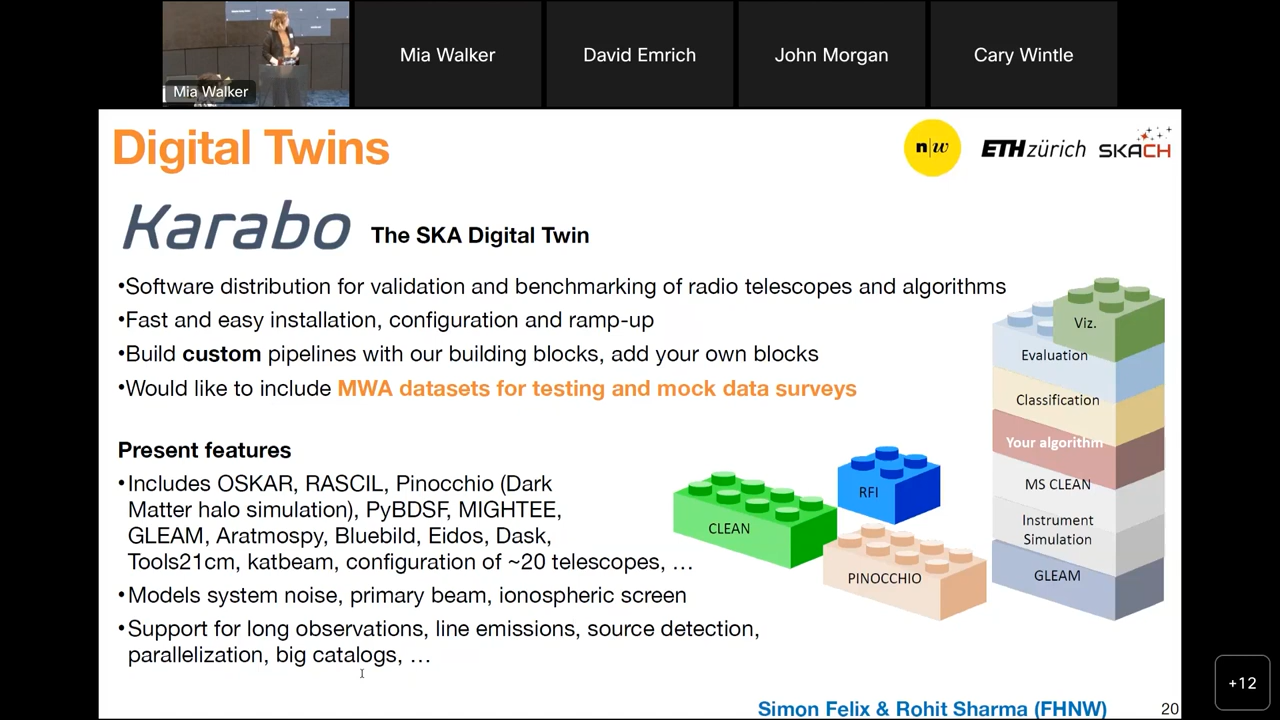 Mia Walker
Mia Walker
David Emrich
John Morgan
Cary Wintle
Digital Twins
n|w
ETH zürich
SKACH
Karabo The SKA Digital Twin
•Software distribution for validation and benchmarking of radio telescopes and algorithms
•Fast and easy installation, configuration and ramp-up
•Build custom pipelines with our building blocks, add your own blocks
•Would like to include MWA datasets for testing and mock data surveys
Present features
•Includes OSKAR, RASCIL, Pinocchio (Dark
Matter halo simulation), PyBDSF, MIGHTEE,
GLEAM, Aratmospy, Bluebild, Eidos, Dask,
Tools21cm, katbeam, configuration of ~20 telescopes, …
•Models system noise, primary beam, ionospheric screen
•Support for long observations, line emissions, source detection,
parallelization, big catalogs, …
CLEAN
RFI
PINOCCHIO
Viz.
Evaluation
Classification
Your algorithm
MS CLEAN
Instrument
Simulation
GLEAM
Simon Felix & Rohit Sharma (FHNW)
20
+12